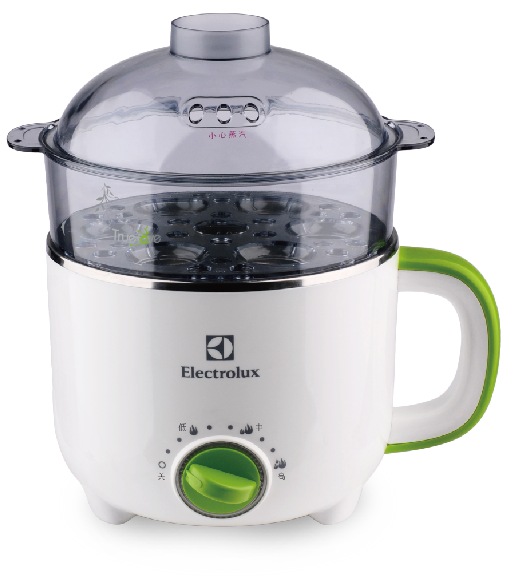 小心蒸汽
Electrolux
低
中
关
高